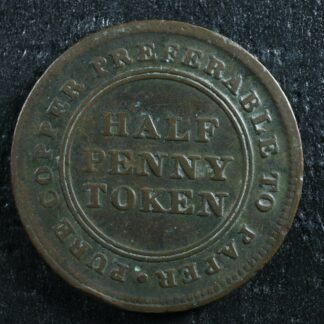 PURE COPPER PREFERABLE TO PAPER •
HALF
PENNY
TOKEN